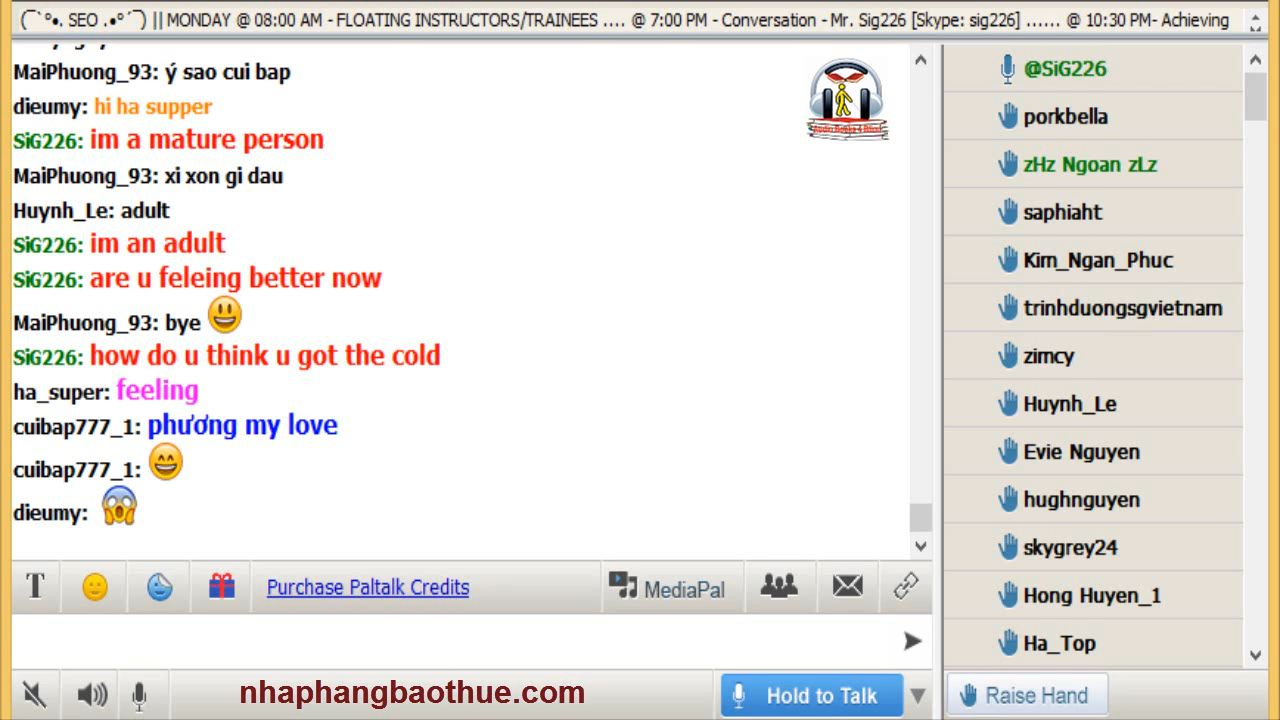 (¯`°•. SEO .•°´¯) || MONDAY @ 08:00 AM - FLOATING INSTRUCTORS/TRAINEES .... @ 7:00 PM - Conversation - Mr. Sig226 [Skype: sig226] ...... @ 10:30 PM- Achieving
MaiPhuong_93: ý sao cui bap
dieumy: hi ha supper
SiG226: im a mature person
MaiPhuong_93: xi xon gi dau
Huynh_Le: adult
SiG226: im an adult
SiG226: are u feleing better now
MaiPhuong_93: bye
SiG226: how do u think u got the cold
ha_super: feeling
cuibap777_1: phương my love
cuibap777_1:
dieumy:
Audio Books 4 Blind
@SiG226
porkbella
zHz Ngoan zLz
saphiaht
Kim_Ngan_Phuc
trinhduongsgvietnam
zimcy
Huynh_Le
Evie Nguyen
hughnguyen
skygrey24
Hong Huyen_1
Ha_Top
T
Purchase Paltalk Credits
MediaPal
nhaphangbaothue.com
Hold to Talk
Raise Hand